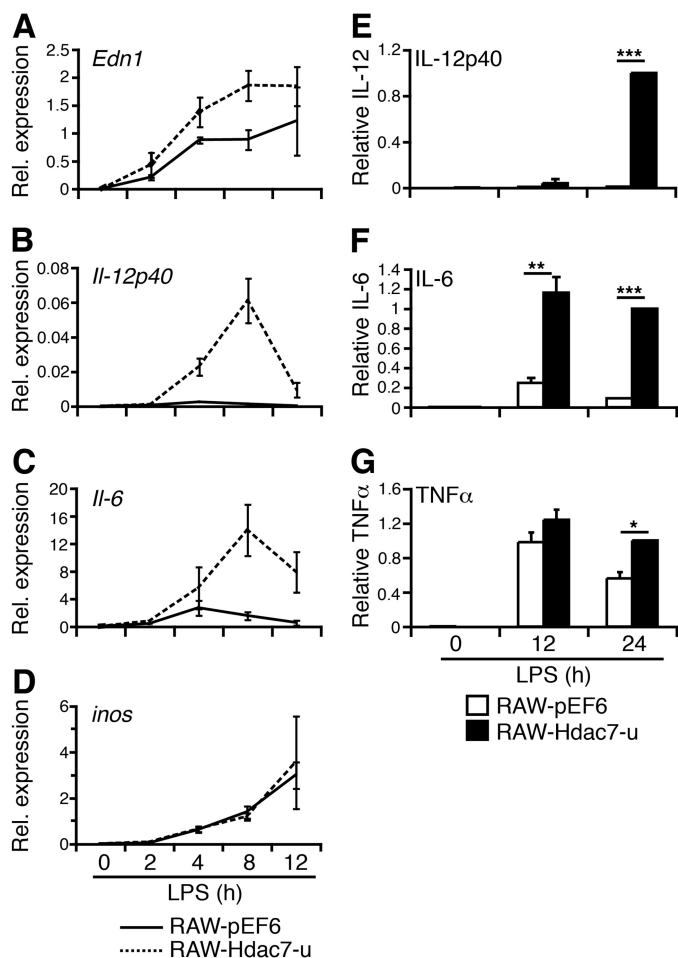 A
Edn1
Rel. expression
2.5
2
1.5
1
0.5
0
B
Il-12p40
Rel. expression
0.08
0.06
0.04
0.02
0
C
Il-6
Rel. expression
20
16
12
8
4
0
D
inos
Rel. expression
6
4
2
0
0 2 4 8 12
LPS (h)
RAW-pEF6
RAW-Hdac7-u
E
IL-12p40
Relative IL-12
1.2
0.8
0.4
0
***
F
IL-6
Relative IL-6
1.4
1.2
1
0.8
0.6
0.4
0.2
0
**
***
G
TNFα
Relative TNFα
1.6
1.2
0.8
0.4
0
*
0 12 24
LPS (h)
RAW-pEF6
RAW-Hdac7-u